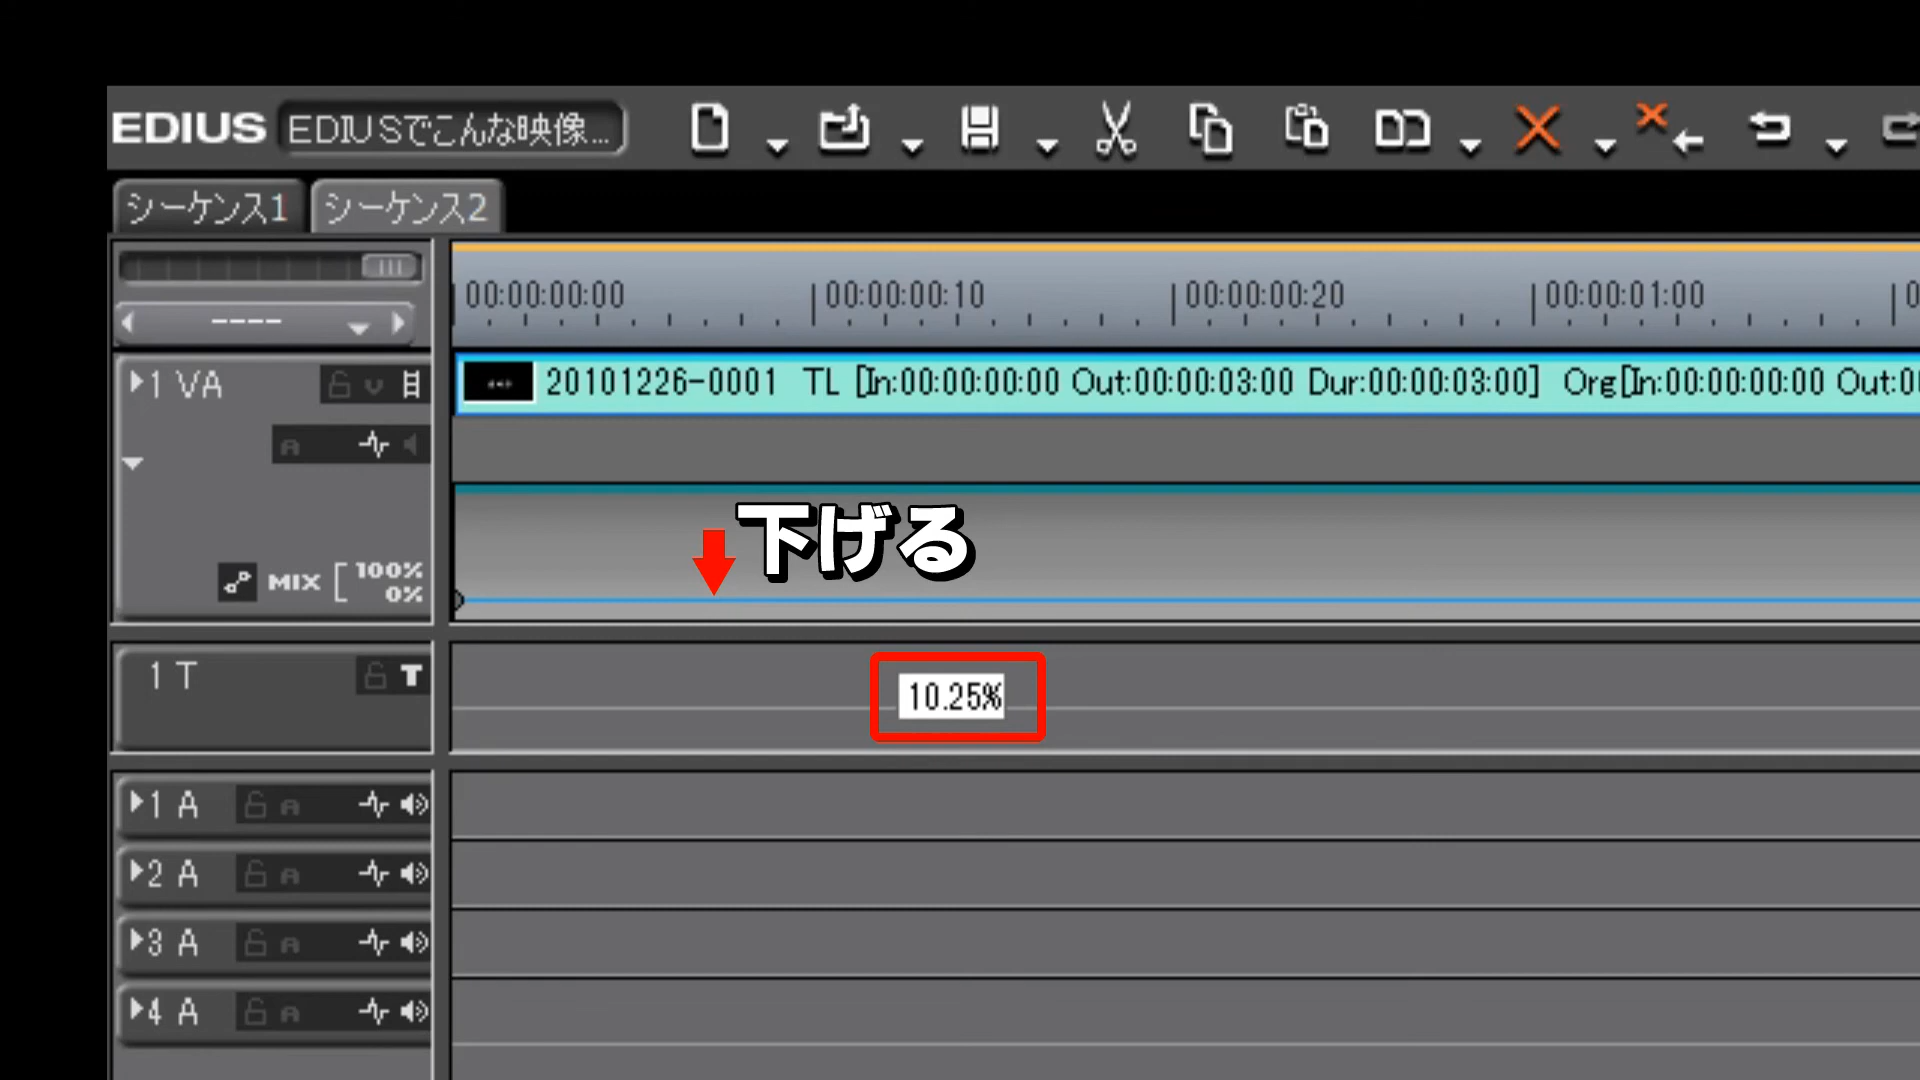 EDIUS EDIUSでこんな映像...
シーケンス1 シーケンス2
----
00:00:00:00 00:00:00:10 00:00:00:20 00:00:01:00
1 VA
20101226-0001 TL [In:00:00:00:00 Out:00:00:03:00 Dur:00:00:03:00] Org[In:00:00:00:00 Out:0
下げる
MIX 100%
0%
1 T T
10.25%
1 A
2 A
3 A
4 A